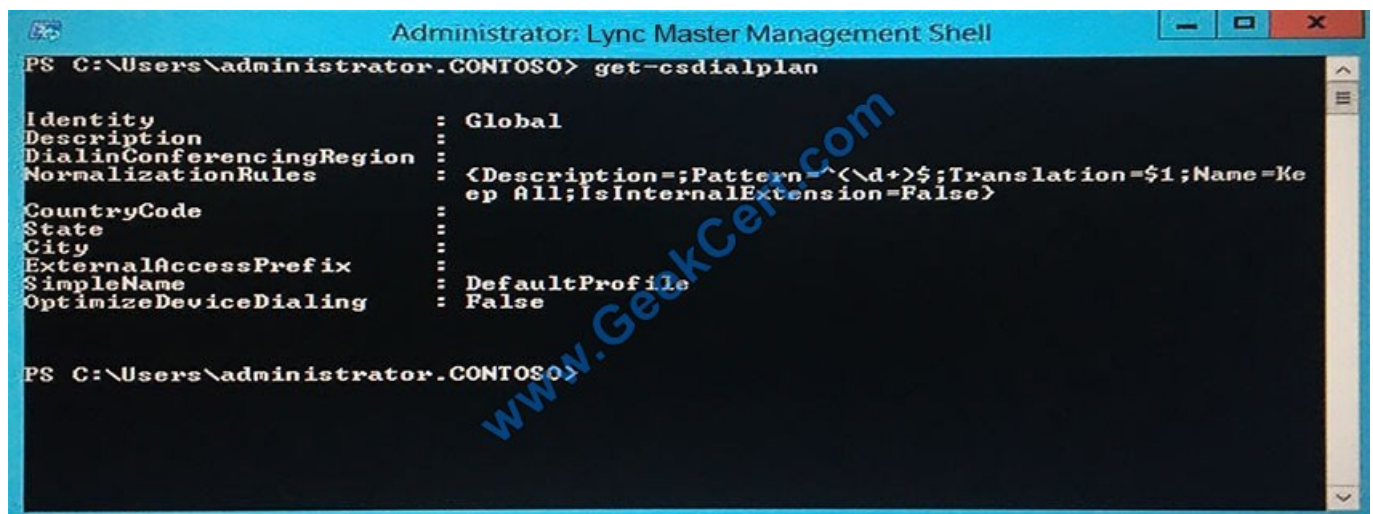 Administrator: Lync Master Management Shell
PS C:\Users\administrator.CONTOSO> get-csdialplan
Identity : Global
Description :
DialinConferencingRegion :
NormalizationRules : {Description=;Pattern=^(\d+)$;Translation=$1;Name=Ke
ep All;IsInternalExtension=False}
CountryCode :
State :
City :
ExternalAccessPrefix :
SimpleName : DefaultProfile
OptimizeDeviceDialing : False
PS C:\Users\administrator.CONTOSO>
www.GeekCert.com